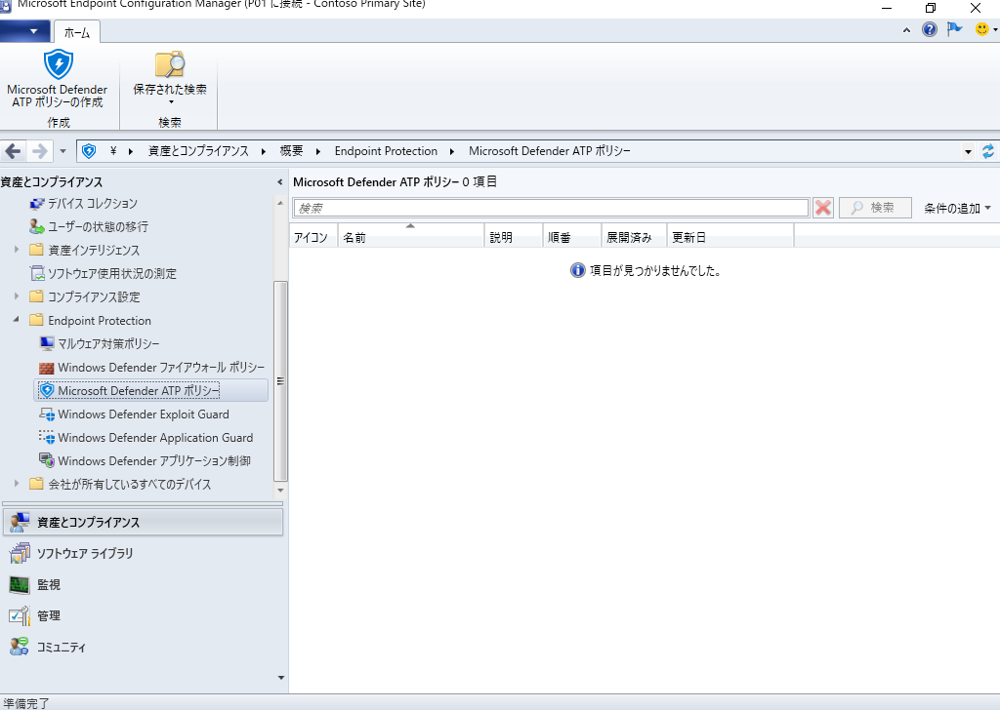 Microsoft Endpoint Configuration Manager (P01 に接続 - Contoso Primary Site)
ホーム
Microsoft Defender
ATP ポリシーの作成
作成
保存された検索
検索
¥ 資産とコンプライアンス 概要 Endpoint Protection Microsoft Defender ATP ポリシー
資産とコンプライアンス
デバイス コレクション
ユーザーの状態の移行
資産インテリジェンス
ソフトウェア使用状況の測定
コンプライアンス設定
Endpoint Protection
マルウェア対策ポリシー
Windows Defender ファイアウォール ポリシー
Microsoft Defender ATP ポリシー
Windows Defender Exploit Guard
Windows Defender Application Guard
Windows Defender アプリケーション制御
会社が所有しているすべてのデバイス
資産とコンプライアンス
ソフトウェア ライブラリ
監視
管理
コミュニティ
Microsoft Defender ATP ポリシー 0 項目
検索 検索 条件の追加
アイコン 名前 説明 順番 展開済み 更新日
項目が見つかりませんでした。
準備完了